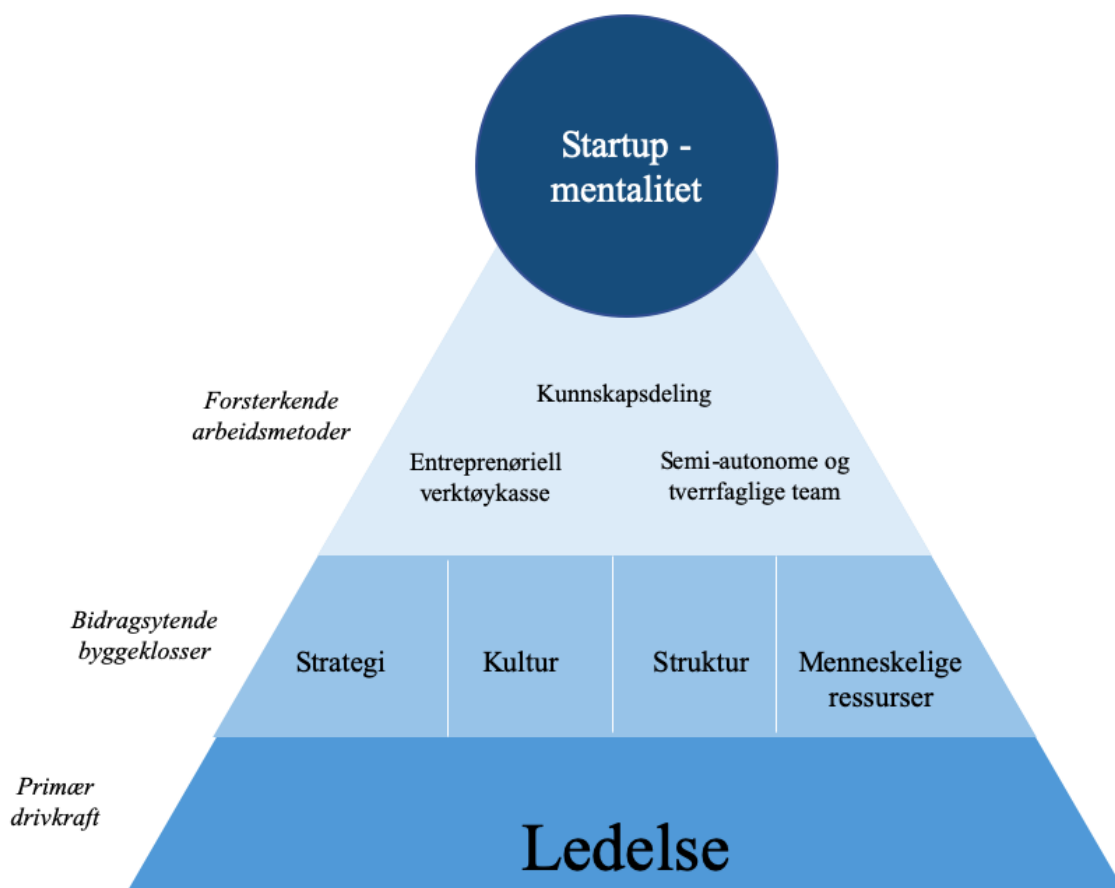 Startup -
mentalitet
Forsterkende
arbeidsmetoder
Kunnskapsdeling
Entreprenøriell
verktøykasse
Semi-autonome og
tverrfaglige team
Bidragsytende
byggeklosser
Strategi
Kultur
Struktur
Menneskelige
ressurser
Primær
drivkraft
Ledelse